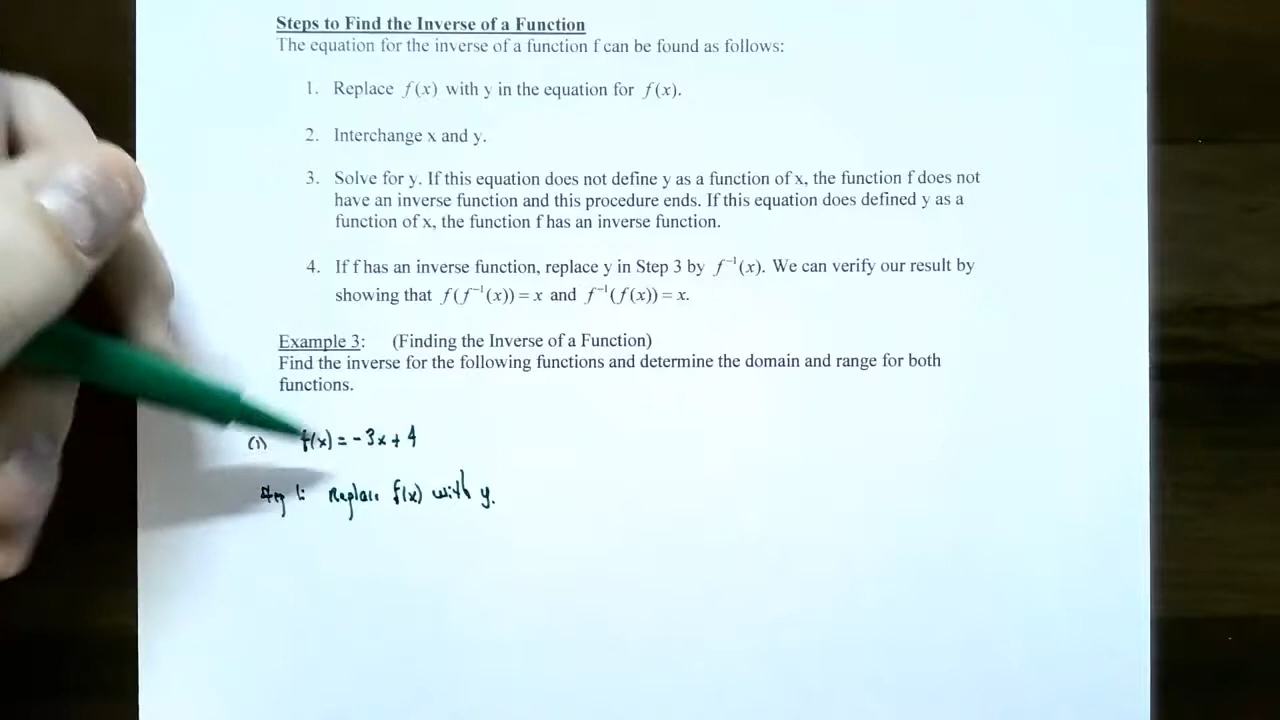 Steps to Find the Inverse of a Function
The equation for the inverse of a function f can be found as follows:
1. Replace f(x) with y in the equation for f(x).
2. Interchange x and y.
3. Solve for y. If this equation does not define y as a function of x, the function f does not
have an inverse function and this procedure ends. If this equation does defined y as a
function of x, the function f has an inverse function.
4. If f has an inverse function, replace y in Step 3 by f⁻¹(x). We can verify our result by
showing that f(f⁻¹(x)) = x and f⁻¹(f(x)) = x.
Example 3: (Finding the Inverse of a Function)
Find the inverse for the following functions and determine the domain and range for both
functions.
(1) f(x) = -3x + 4
Step 1: Replace f(x) with y.